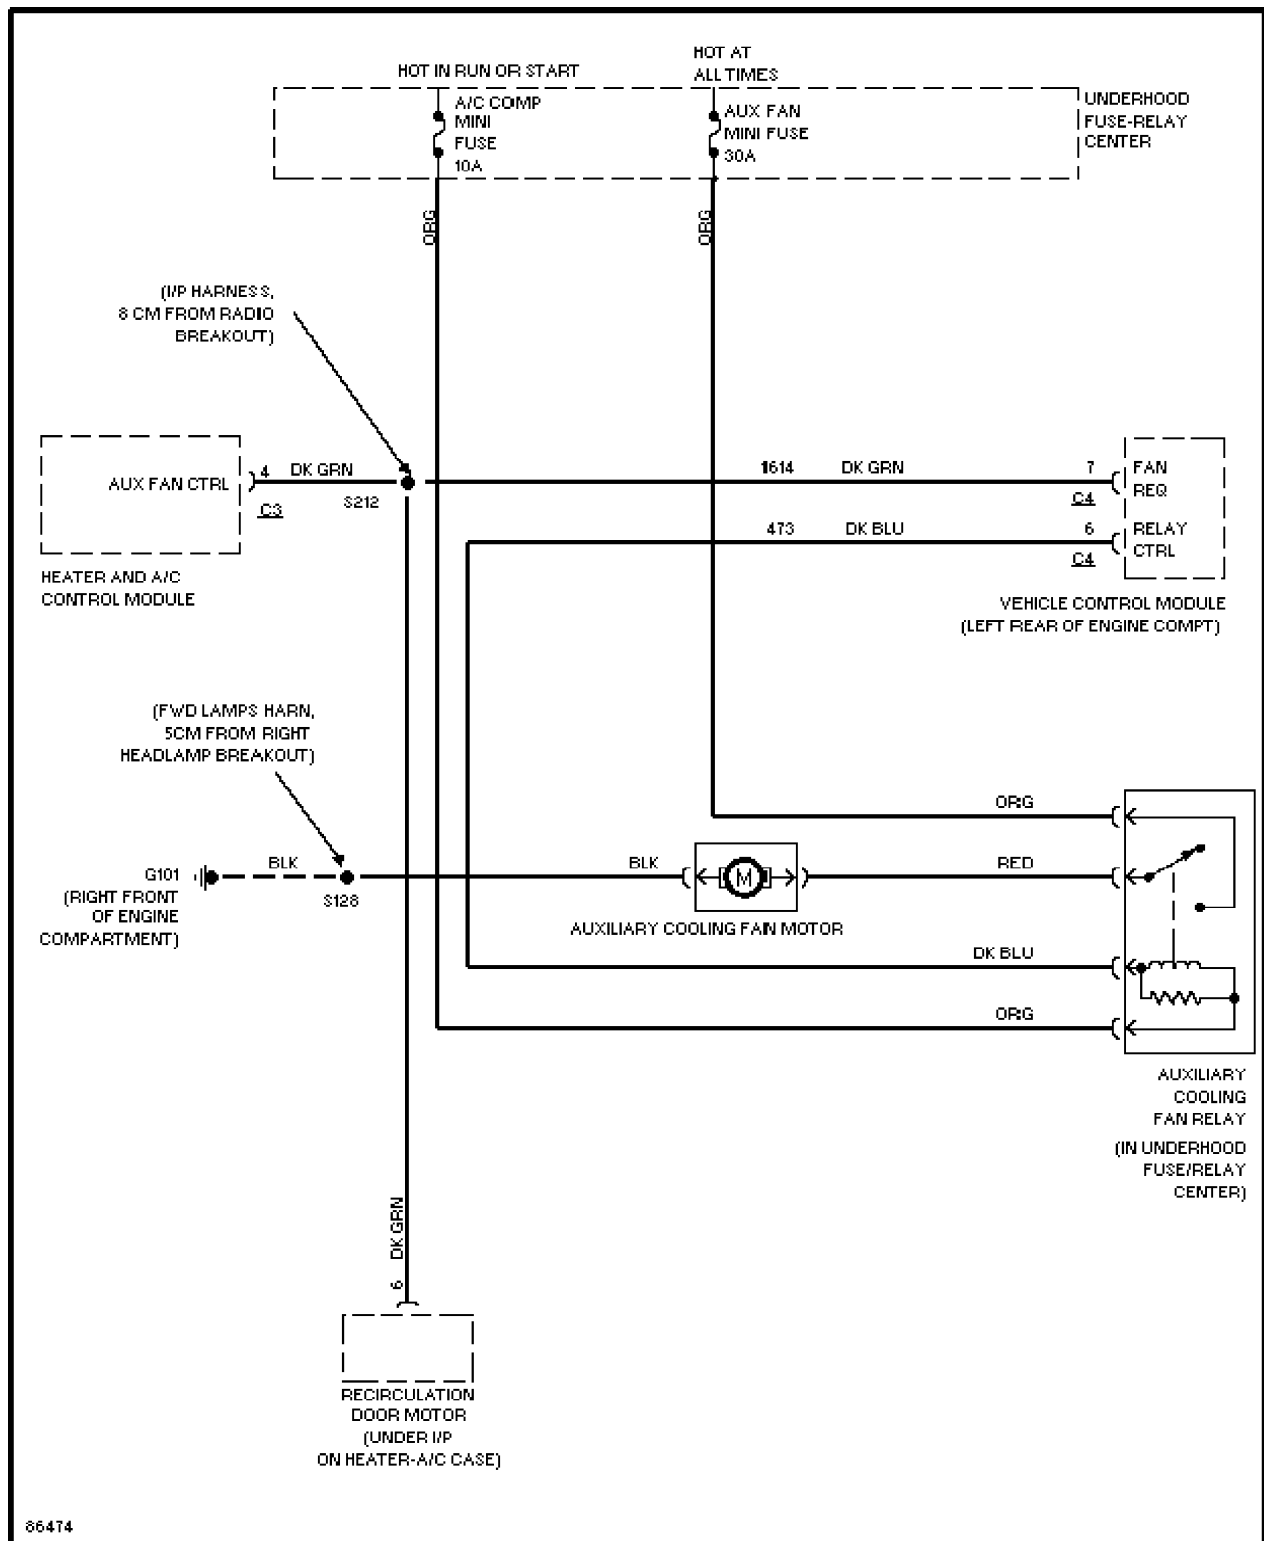 HOT IN RUN OR START
HOT AT
ALL TIMES
A/C COMP
MINI
FUSE
10A
AUX FAN
MINI FUSE
30A
UNDERHOOD
FUSE-RELAY
CENTER
ORG
ORG
(I/P HARNESS,
8 CM FROM RADIO
BREAKOUT)
AUX FAN CTRL
4
DK GRN
C3
S212
HEATER AND A/C
CONTROL MODULE
1614
DK GRN
7
C4
FAN
REQ
473
DK BLU
6
C4
RELAY
CTRL
VEHICLE CONTROL MODULE
(LEFT REAR OF ENGINE COMPT)
(FWD LAMPS HARN,
5CM FROM RIGHT
HEADLAMP BREAKOUT)
G101
(RIGHT FRONT
OF ENGINE
COMPARTMENT)
BLK
S128
BLK
M
AUXILIARY COOLING FAN MOTOR
ORG
RED
DK BLU
ORG
AUXILIARY
COOLING
FAN RELAY
(IN UNDERHOOD
FUSE/RELAY
CENTER)
DK GRN
6
RECIRCULATION
DOOR MOTOR
(UNDER I/P
ON HEATER-A/C CASE)
86474